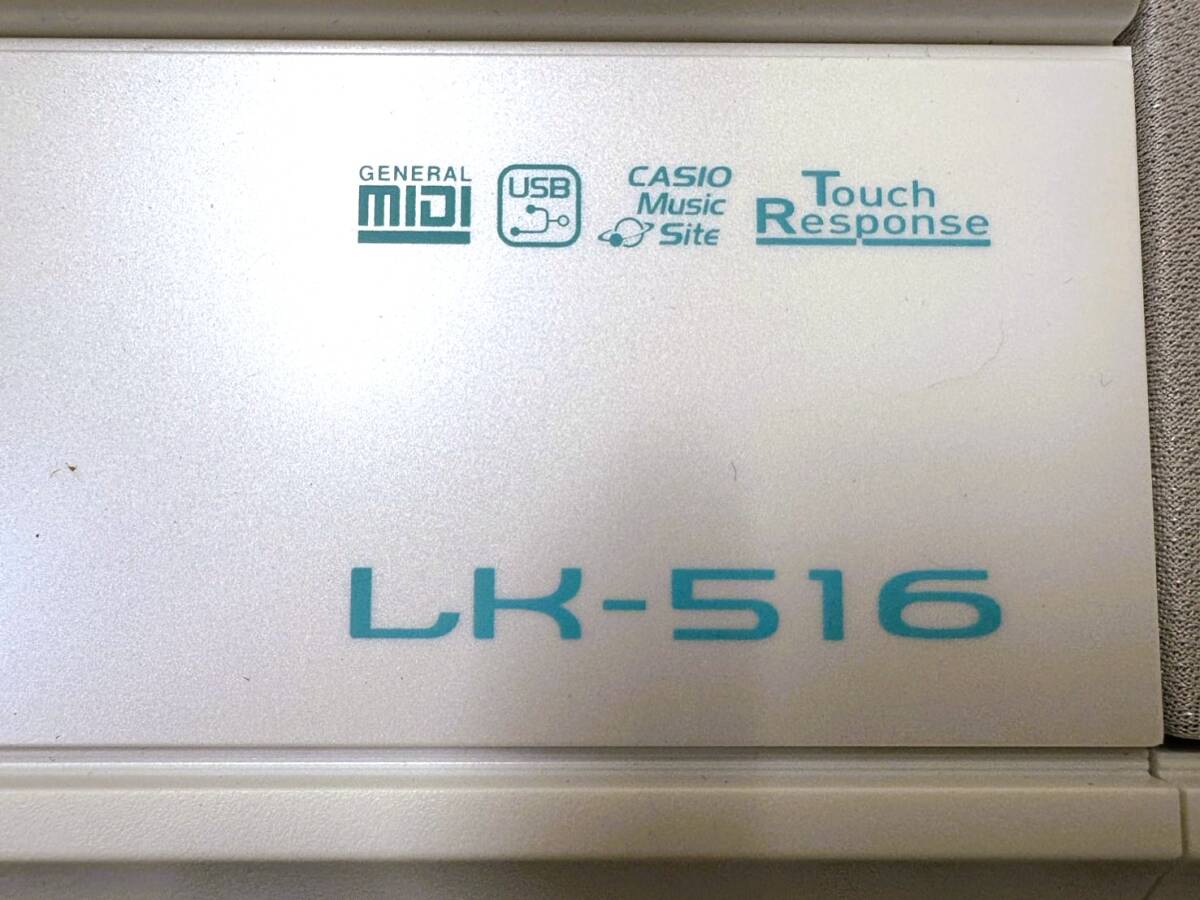 GENERAL
MIDI
USB
CASIO
Music
Site
Touch
Response
LK-516